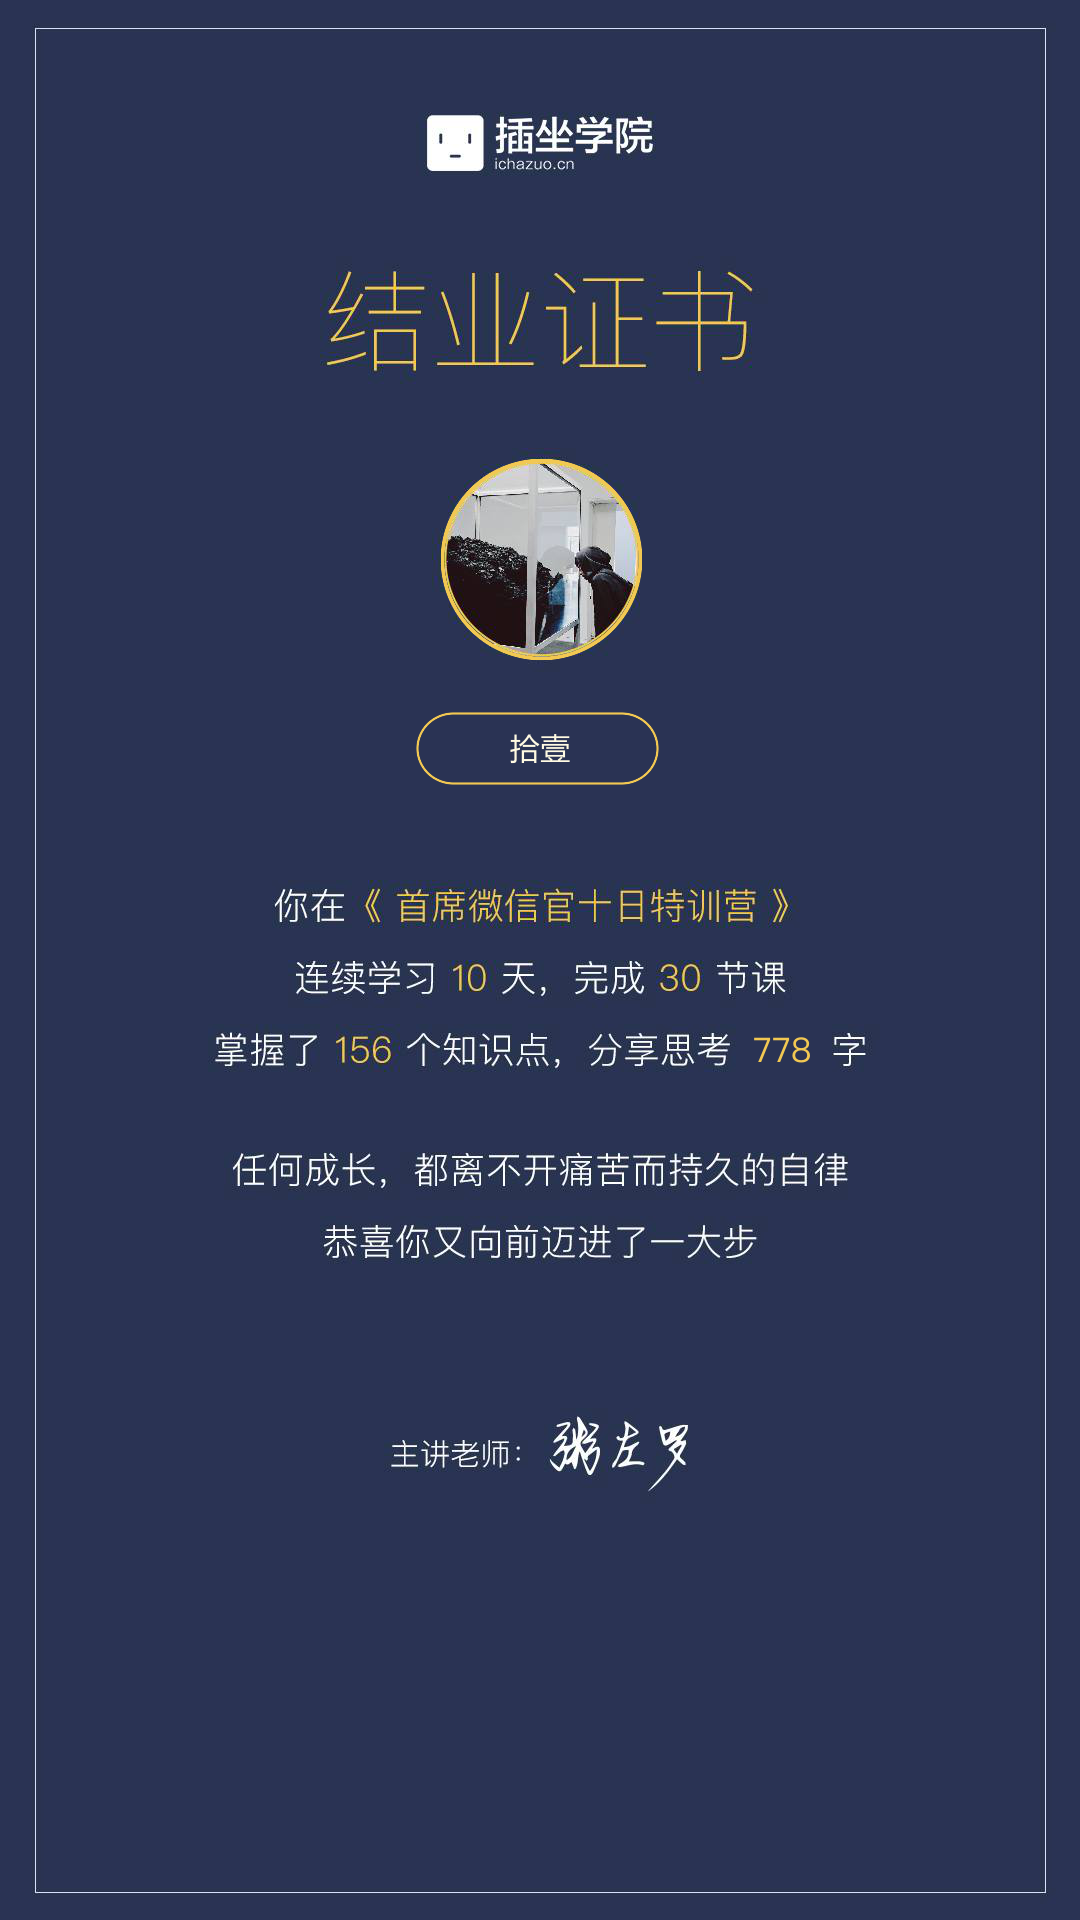 插坐学院
ichazuo.cn
结业证书
拾壹
你在《 首席微信官十日特训营 》
连续学习 10 天，完成 30 节课
掌握了 156 个知识点，分享思考 778 字
任何成长，都离不开痛苦而持久的自律
恭喜你又向前迈进了一大步
主讲老师：粥左罗